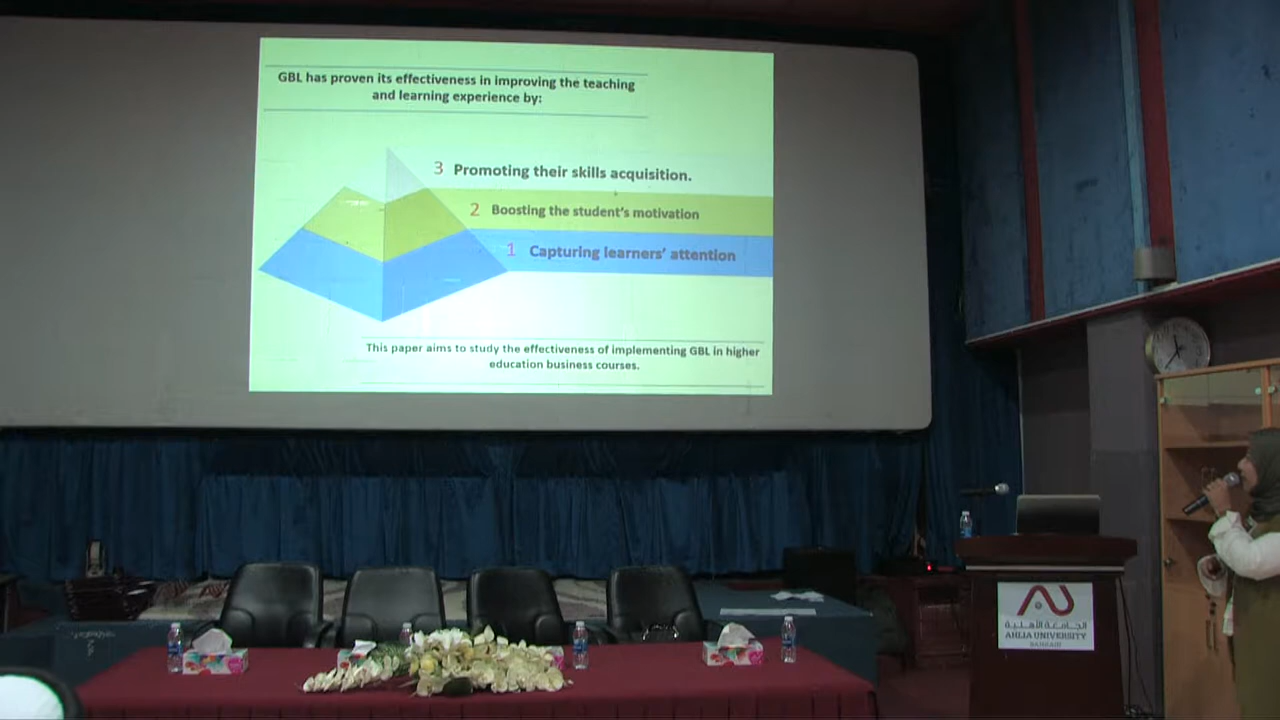 GBL has proven its effectiveness in improving the teaching
and learning experience by:
3 Promoting their skills acquisition.
2 Boosting the student's motivation
1 Capturing learners' attention
This paper aims to study the effectiveness of implementing GBL in higher
education business courses.
الجامعة الأهلية
AHLIA UNIVERSITY
BAHRAIN